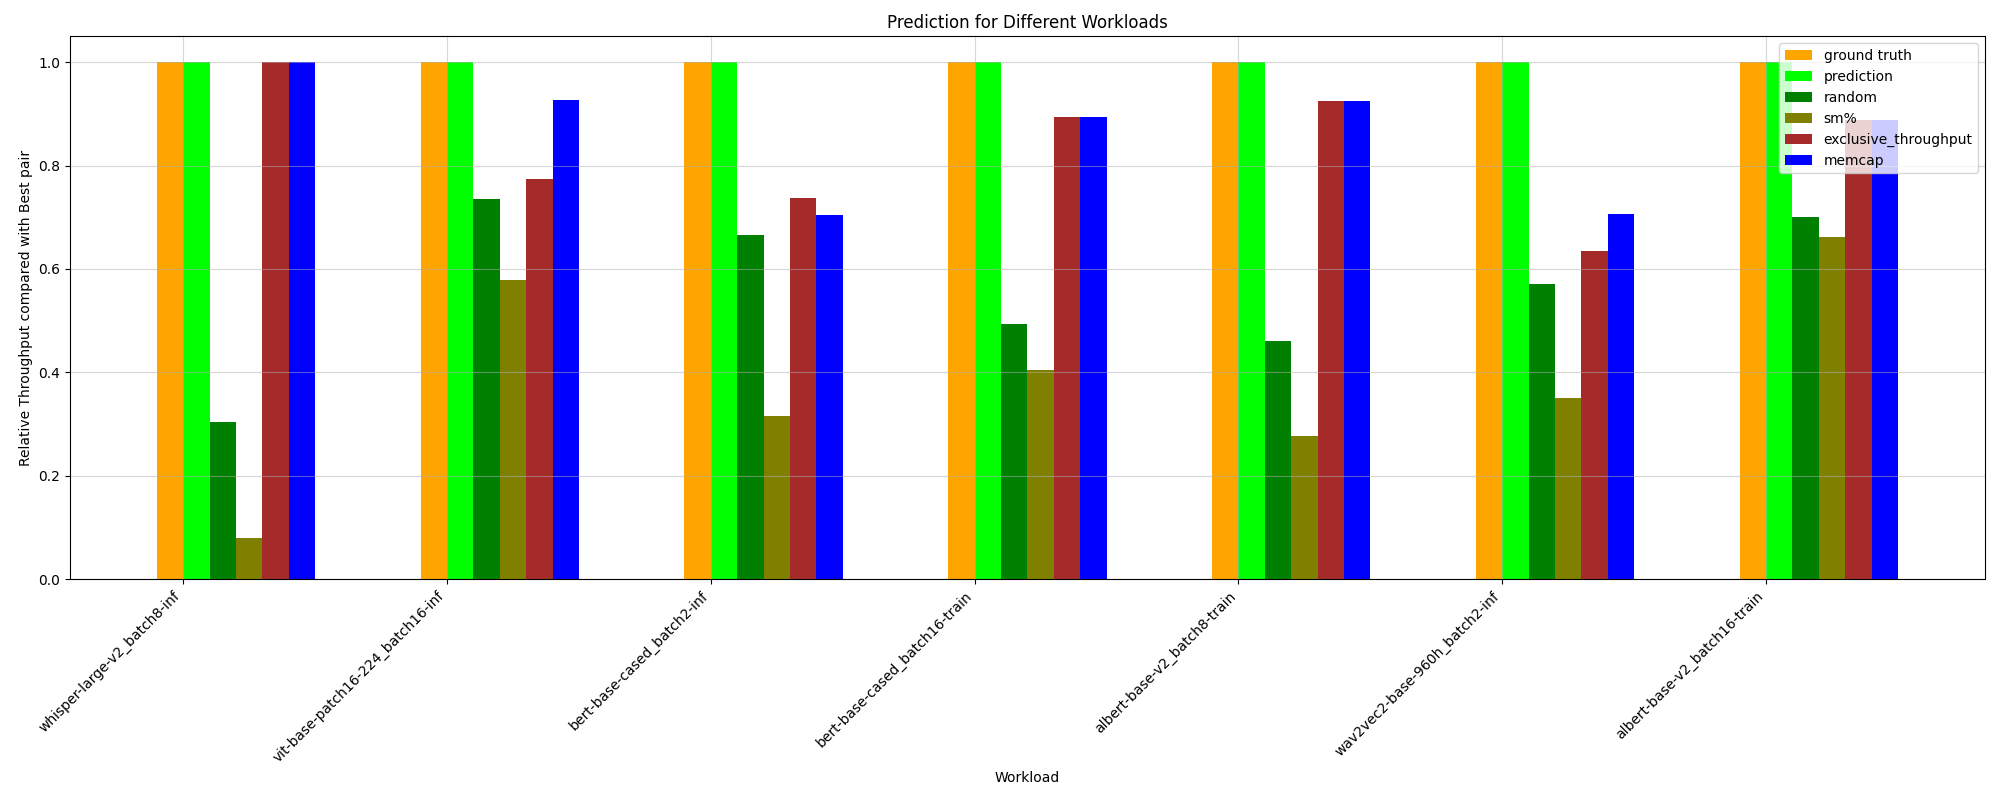 Prediction for Different Workloads
Relative Throughput compared with Best pair
1.0
0.8
0.6
0.4
0.2
0.0
ground truth
prediction
random
sm%
exclusive_throughput
memcap
whisper-large-v2_batch8-inf
vit-base-patch16-224_batch16-inf
bert-base-cased_batch2-inf
bert-base-cased_batch16-train
albert-base-v2_batch8-train
wav2vec2-base-960h_batch2-inf
albert-base-v2_batch16-train
Workload